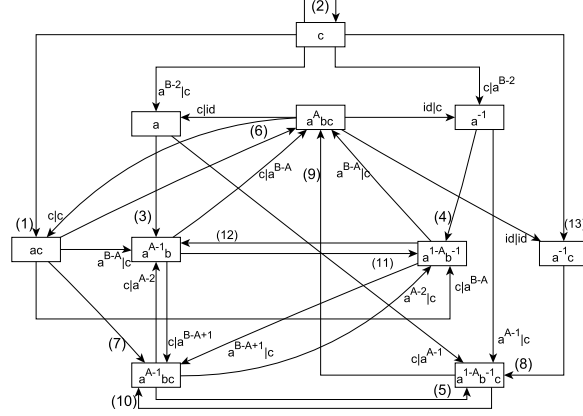 (2)
c
a^{B-2}|c
c|a^{B-2}
a
c|id
a^Abc
id|c
a^{-1}
(6)
c|c
(1)
(3)
c|a^{B-A}
(9)
a^{B-A}|c
(4)
(13)
id|id
ac
a^{B-A}|c
a^{A-1}b
(12)
(11)
a^{1-A}b^{-1}
a^{-1}c
c|a^{A-2}
a^{A-2}|c
c|a^{B-A}
(7)
c|a^{B-A+1}
a^{B-A+1}|c
c|a^{A-1}
a^{A-1}|c
(8)
a^{A-1}bc
a^{1-A}b^{-1}c
(10)
(5)